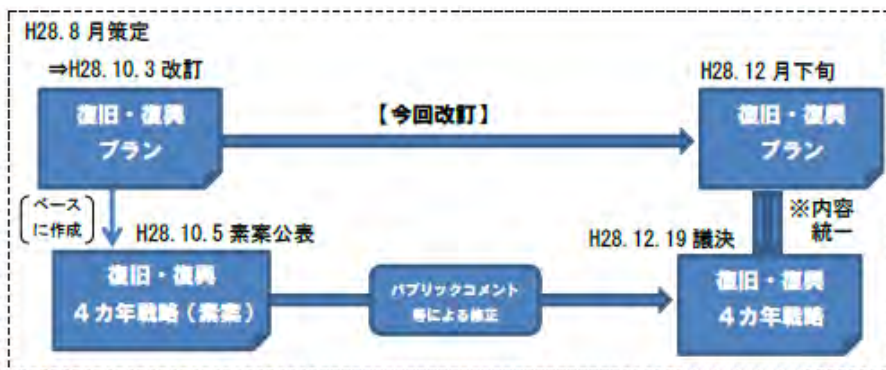 H28.8月策定
⇒H28.10.3改訂
H28.12月下旬
復旧・復興
プラン
【今回改訂】
復旧・復興
プラン
ベース
に作成
H28.10.5素案公表
H28.12.19議決
※内容
統一
復旧・復興
4カ年戦略(素案)
パブリックコメント
等による修正
復旧・復興
4カ年戦略